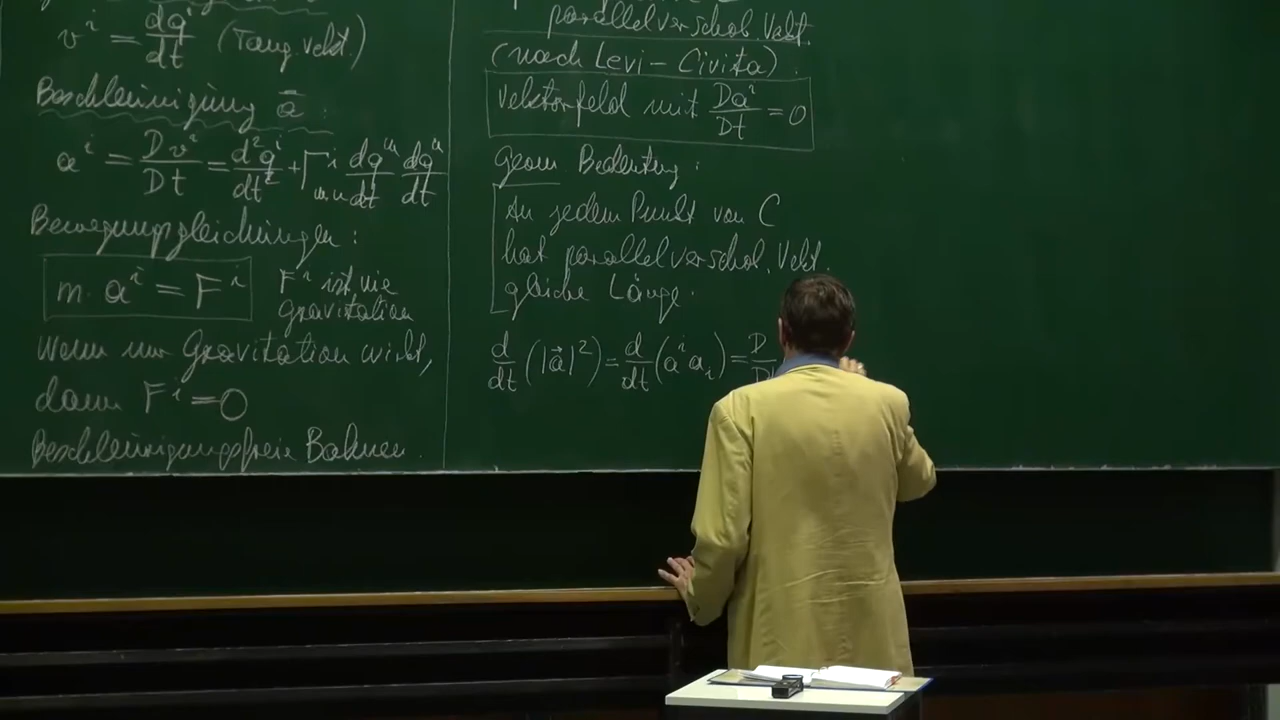 v^i = dq^i/dt (Tang. vekt.)
Beschleunigung a̅
a^i = Dv^i/Dt = d²q^i/dt² + Γ^i_mn dq^m/dt dq^n/dt
Bewegungsgleichungen:
m. a^i = F^i
F^i ist nie
Gravitation
Wenn nur Gravitation wirkt,
dann F^i = 0
Beschleunigungsfreie Bahnen.
parallelverschob. Vekt.
(nach Levi-Civita).
Vektorfeld mit Da^i/Dt = 0
geom. Bedeutung:
An jedem Punkt von C
hat parallelverschob. Vekt.
gleiche Länge.
d/dt (|a⃗|²) = d/dt (a^i a_i) = D